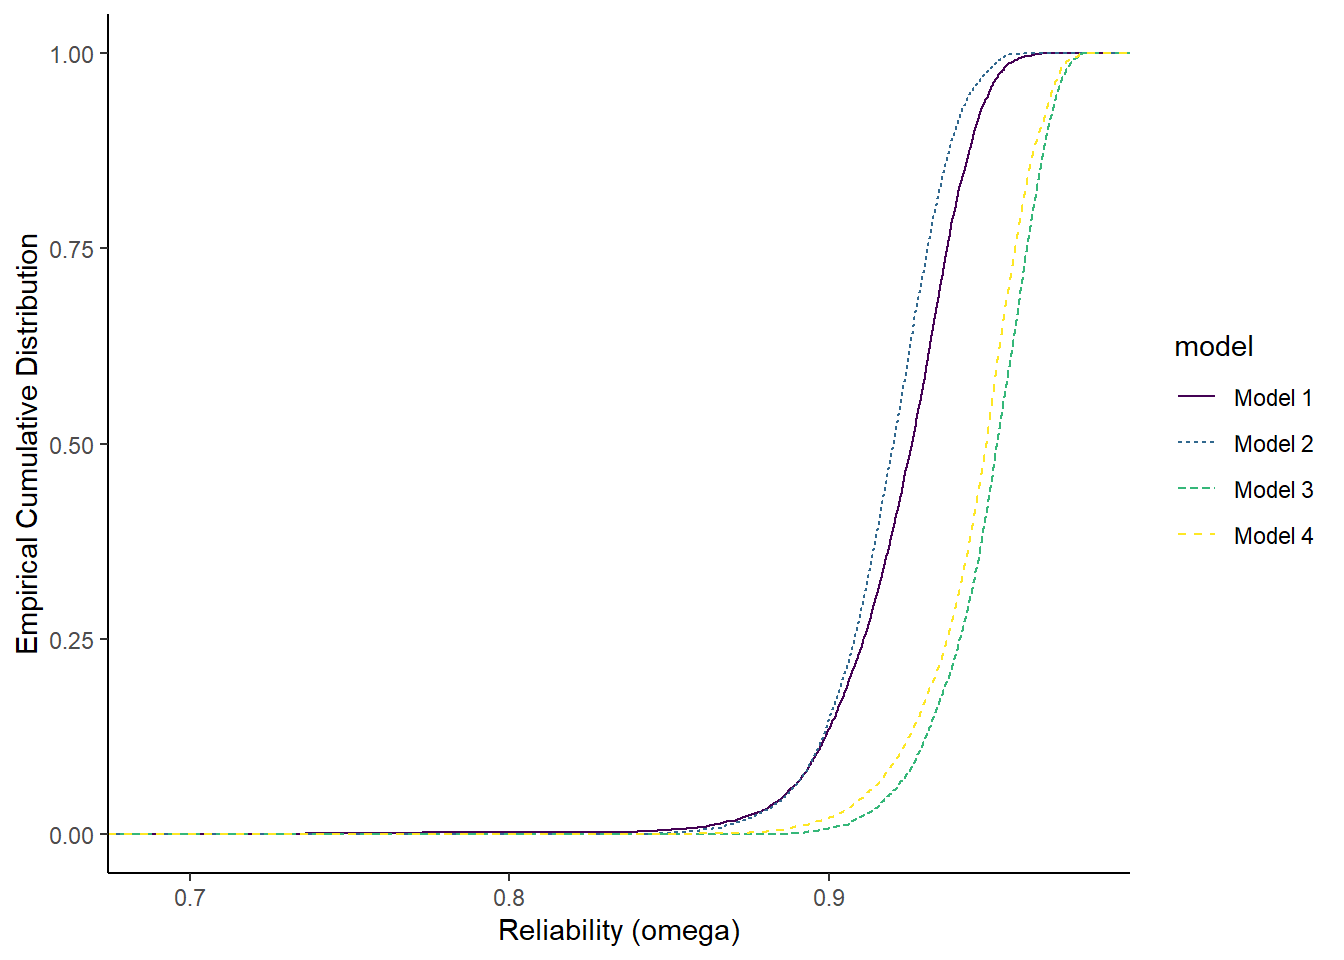 1.00
0.75
0.50
0.25
0.00
Empirical Cumulative Distribution
0.7
0.8
0.9
Reliability (omega)
model
Model 1
Model 2
Model 3
Model 4